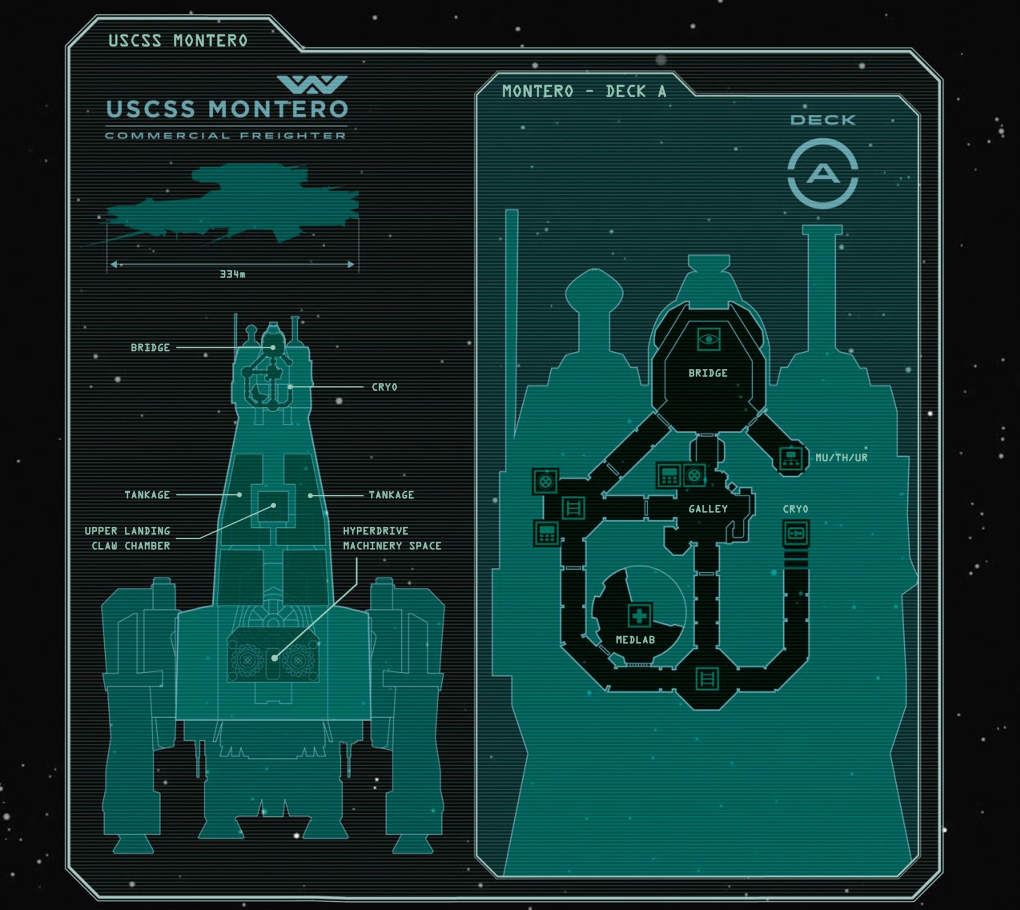 USCSS MONTERO
USCSS MONTERO
COMMERCIAL FREIGHTER
334m
BRIDGE
CRYO
TANKAGE
TANKAGE
UPPER LANDING
CLAW CHAMBER
HYPERDRIVE
MACHINERY SPACE
MONTERO - DECK A
DECK
A
BRIDGE
MU/TH/UR
GALLEY
CRYO
MEDLAB